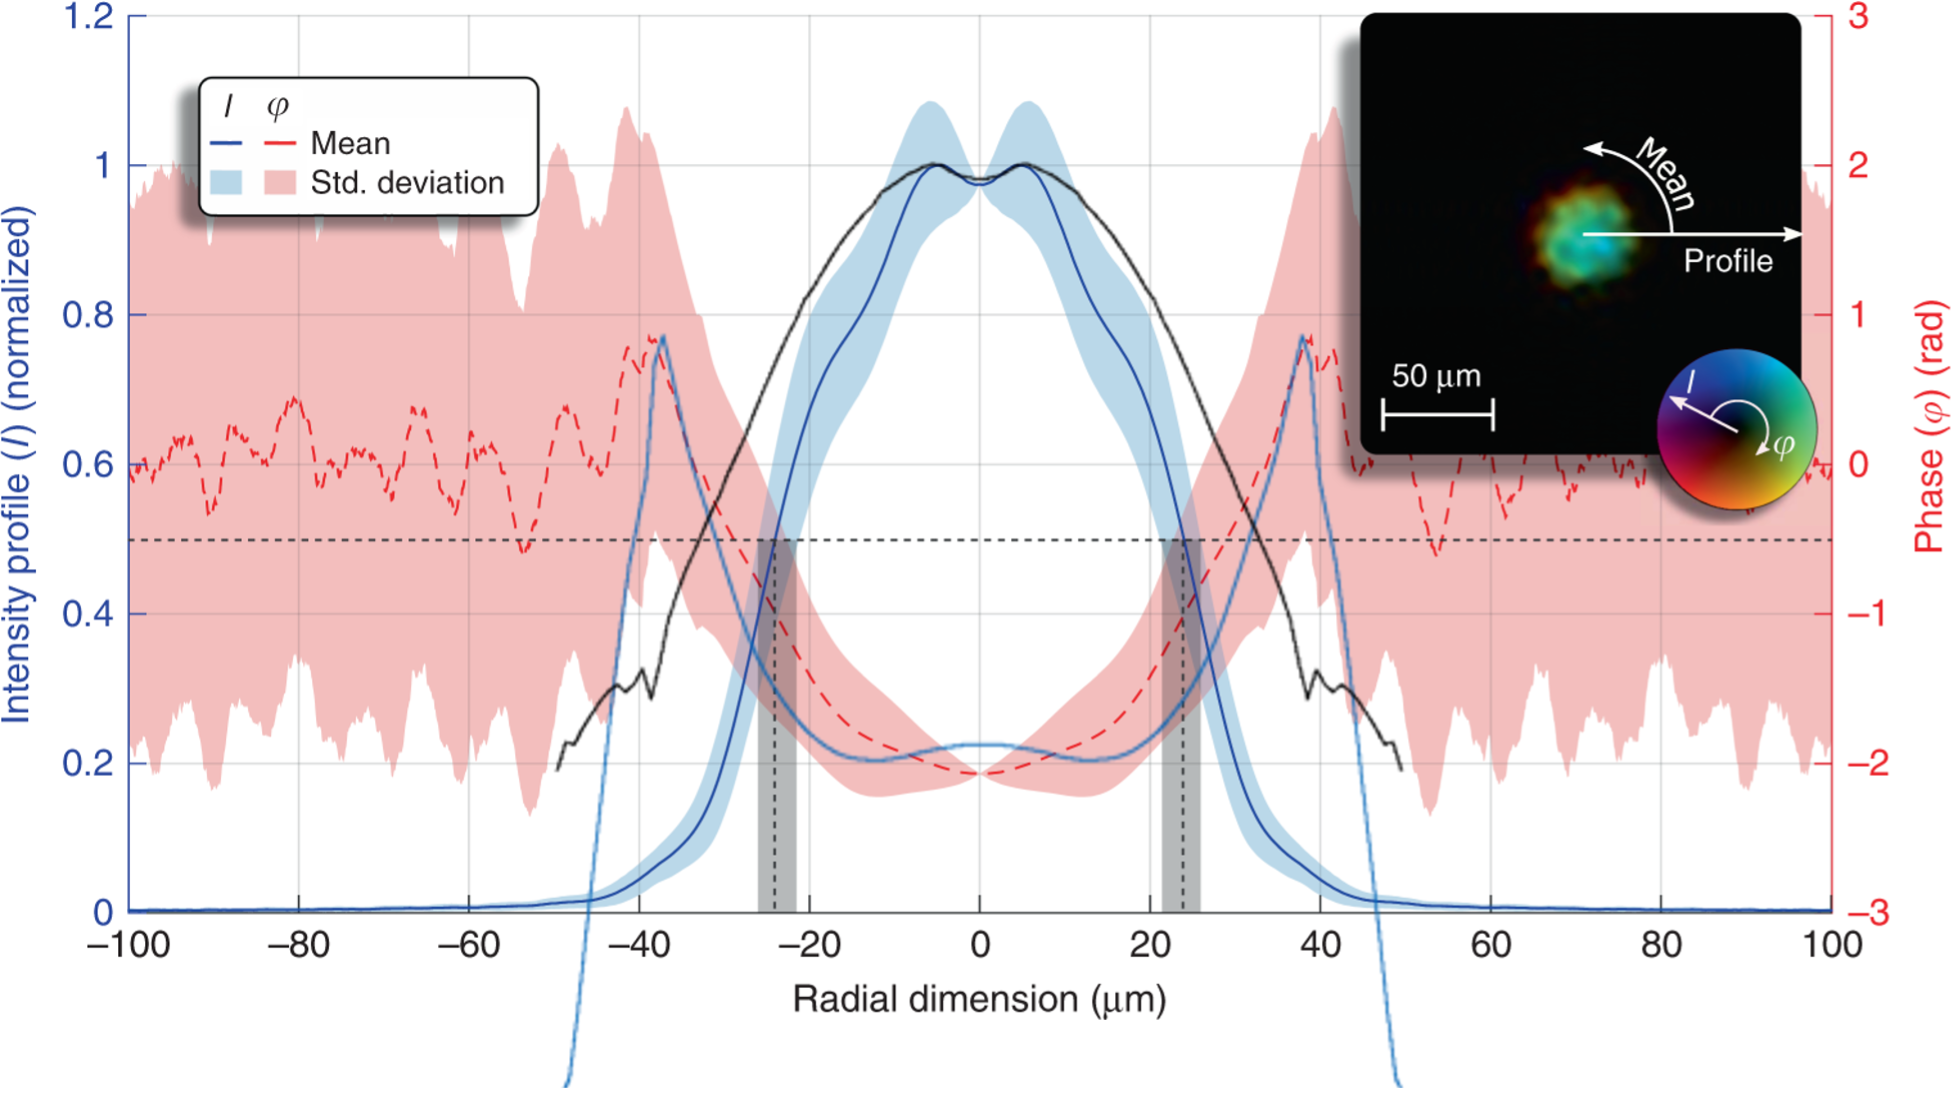 1.2
1
0.8
0.6
0.4
0.2
0
Intensity profile (I) (normalized)
I φ
Mean
Std. deviation
Mean
Profile
50 μm
I
φ
3
2
1
0
–1
–2
–3
Phase (φ) (rad)
–100 –80 –60 –40 –20 0 20 40 60 80 100
Radial dimension (μm)